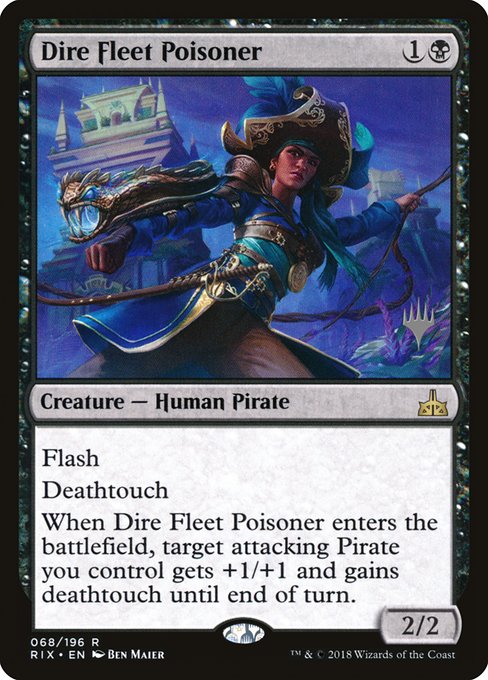 Dire Fleet Poisoner 1
Creature — Human Pirate
Flash
Deathtouch
When Dire Fleet Poisoner enters the
battlefield, target attacking Pirate
you control gets +1/+1 and gains
deathtouch until end of turn.
2/2
068/196 R
RIX • EN Ben Maier
™ & © 2018 Wizards of the Coast